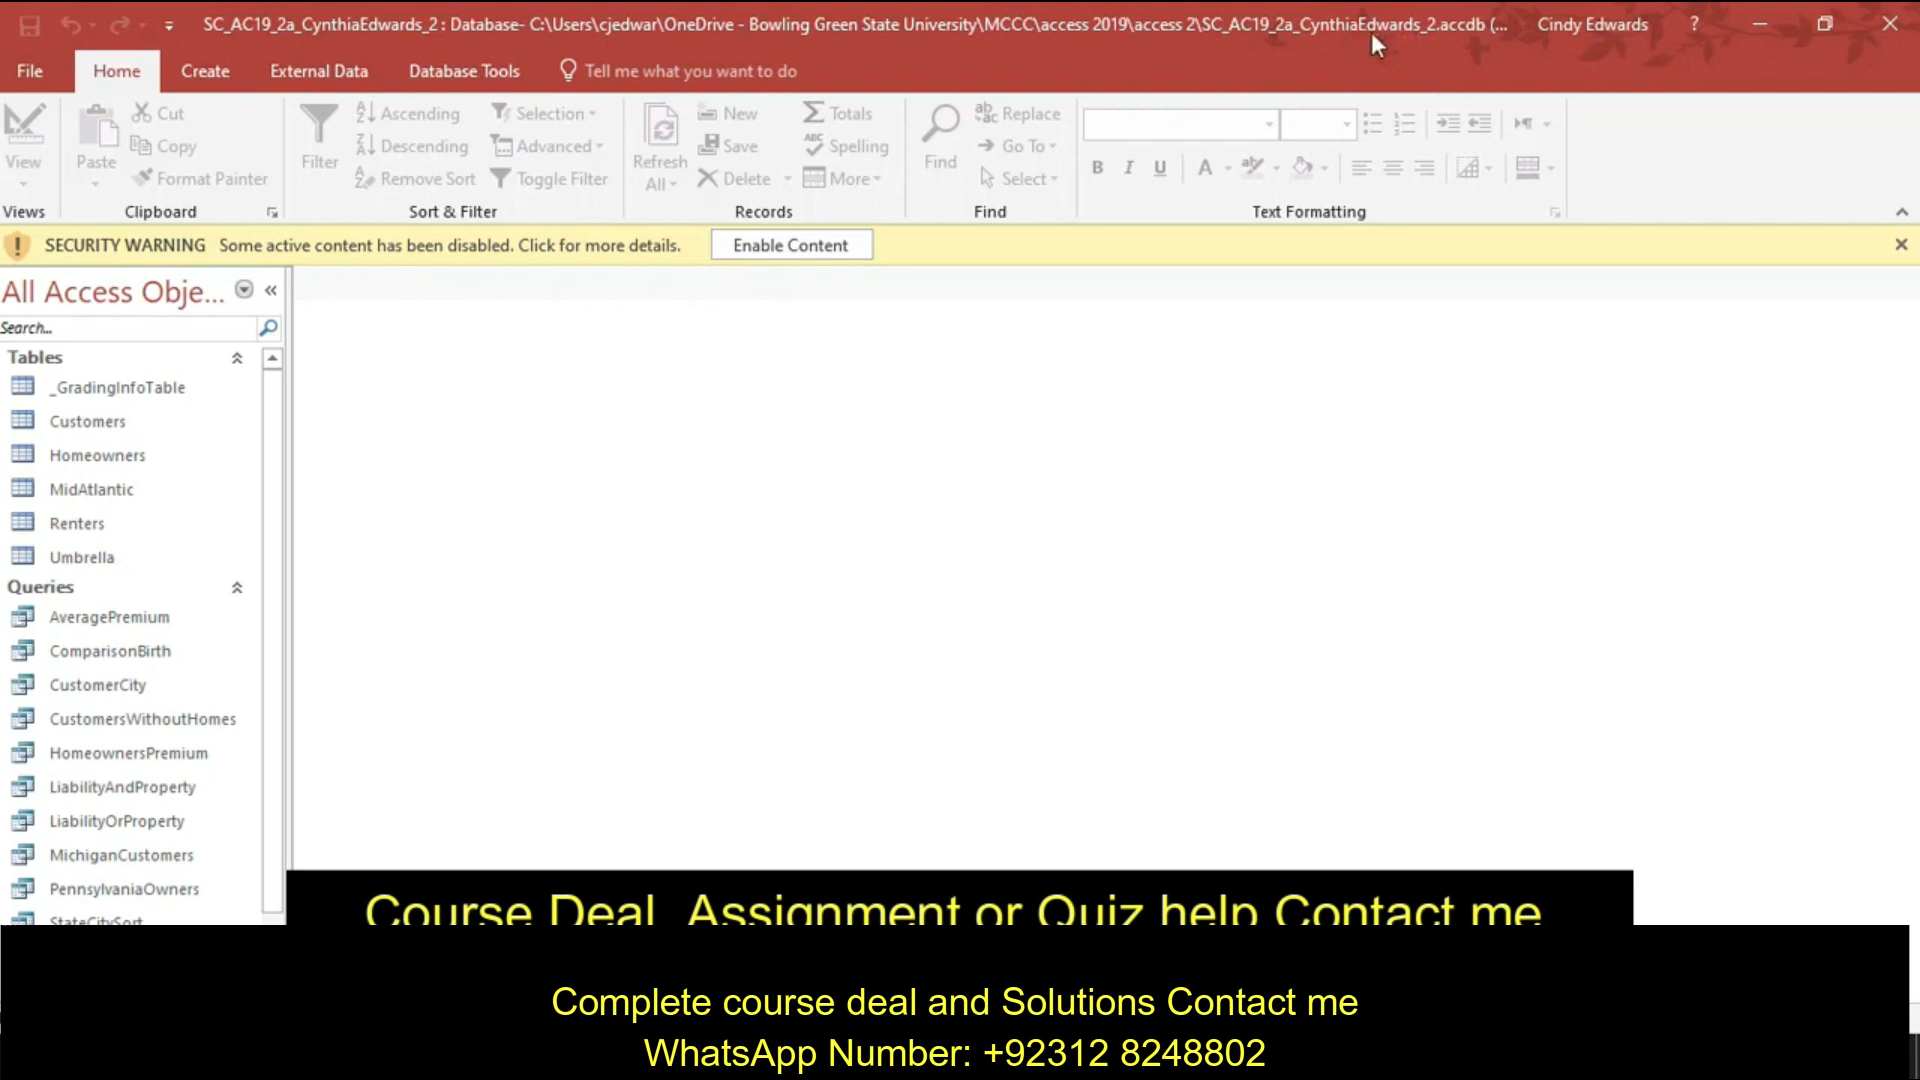 SC_AC19_2a_CynthiaEdwards_2 : Database- C:\Users\cjedwar\OneDrive - Bowling Green State University\MCCC\access 2019\access 2\SC_AC19_2a_CynthiaEdwards_2.accdb (... Cindy Edwards ?
File Home Create External Data Database Tools Tell me what you want to do
Cut Ascending Selection New Totals Replace
Copy Descending Advanced Save Spelling Go To
View Paste Filter Refresh All Find
Format Painter Remove Sort Toggle Filter Delete More Select B I U A
Views Clipboard Sort & Filter Records Find Text Formatting
SECURITY WARNING Some active content has been disabled. Click for more details. Enable Content
All Access Obje...
Search...
Tables
_GradingInfoTable
Customers
Homeowners
MidAtlantic
Renters
Umbrella
Queries
AveragePremium
ComparisonBirth
CustomerCity
CustomersWithoutHomes
HomeownersPremium
LiabilityAndProperty
LiabilityOrProperty
MichiganCustomers
PennsylvaniaOwners
StateCitySort
Course Deal, Assignment or Quiz help Contact me
Complete course deal and Solutions Contact me
WhatsApp Number: +92312 8248802